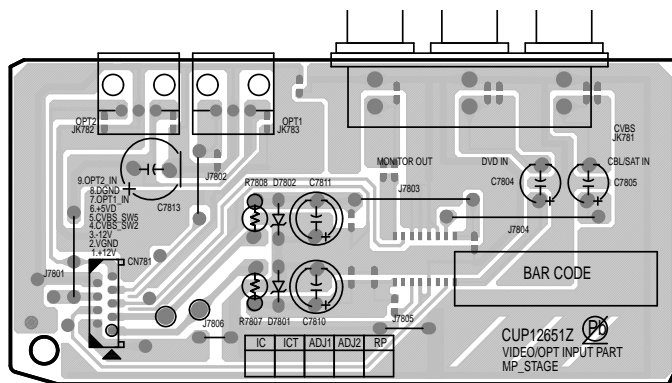 OPT2
JK782
OPT1
JK783
CVBS
JK781
MONITOR OUT
DVD IN
CBL/SAT IN
J7802
R7808
D7802
C7811
J7803
C7804
C7805
9.OPT2_IN
8.DGND
7.OPT1_IN
6.+5VD
5.CVBS_SW5
4.CVBS_SW2
3.-12V
2.VGND
1.+12V
C7813
J7804
CN781
J7801
BAR CODE
R7807
D7801
C7810
J7806
J7805
IC
ICT
ADJ1
ADJ2
RP
CUP12651Z
Pb
VIDEO/OPT INPUT PART
MP_STAGE